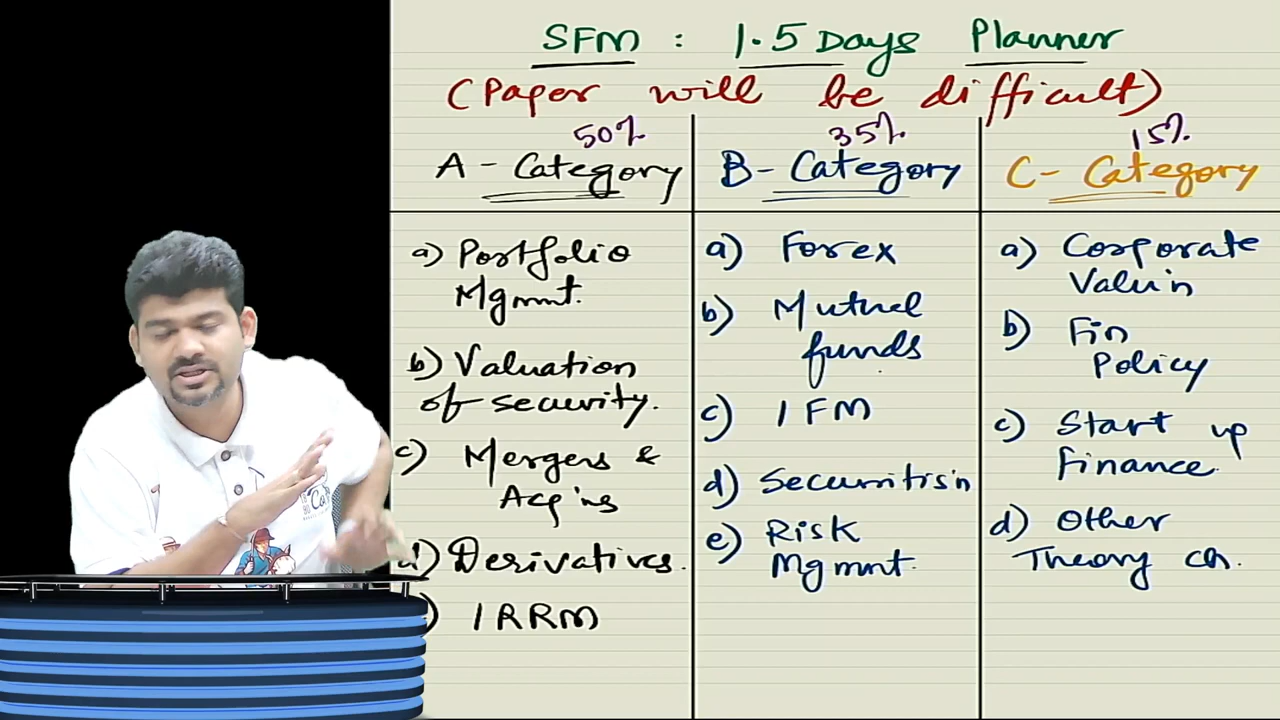 SFM : 1.5 Days Planner
(Paper will be difficult)
50%
A - Category
a) Portfolio
Mgmnt.
b) Valuation
of security.
c) Mergers &
Acq'ns
d) Derivatives.
) IRRM
35%
B - Category
a) Forex
b) Mutual
funds
c) IFM
d) Securitis'n
e) Risk
Mgmnt.
15%
C - Category
a) Corporate
Valu'n
b) Fin
Policy
c) Start up
Finance.
d) Other
Theory Ch.